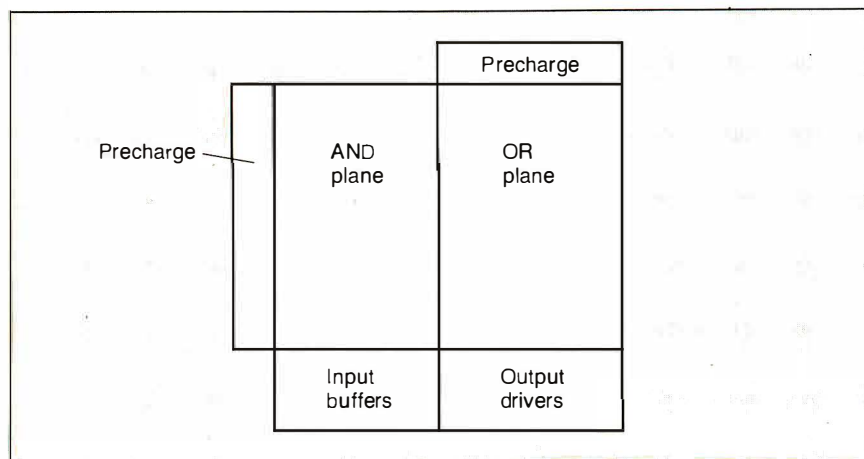 Precharge
Precharge
AND
plane
OR
plane
Input
buffers
Output
drivers